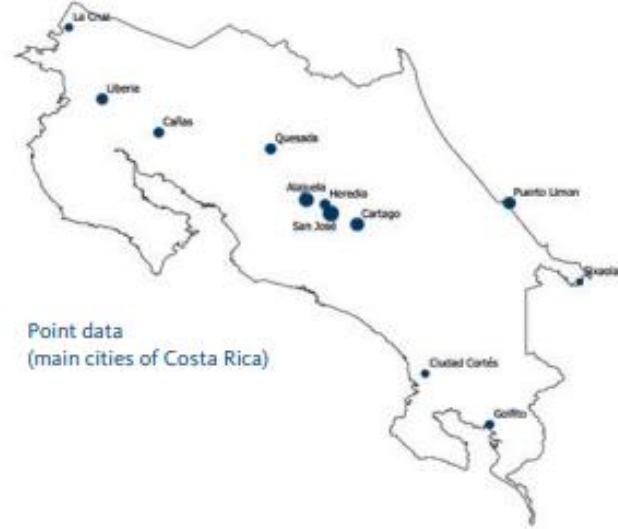 La Cruz
Liberia
Cañas
Quesada
Alajuela
Heredia
San José
Cartago
Puerto Limon
Sixaola
Point data
(main cities of Costa Rica)
Ciudad Cortés
Golfito